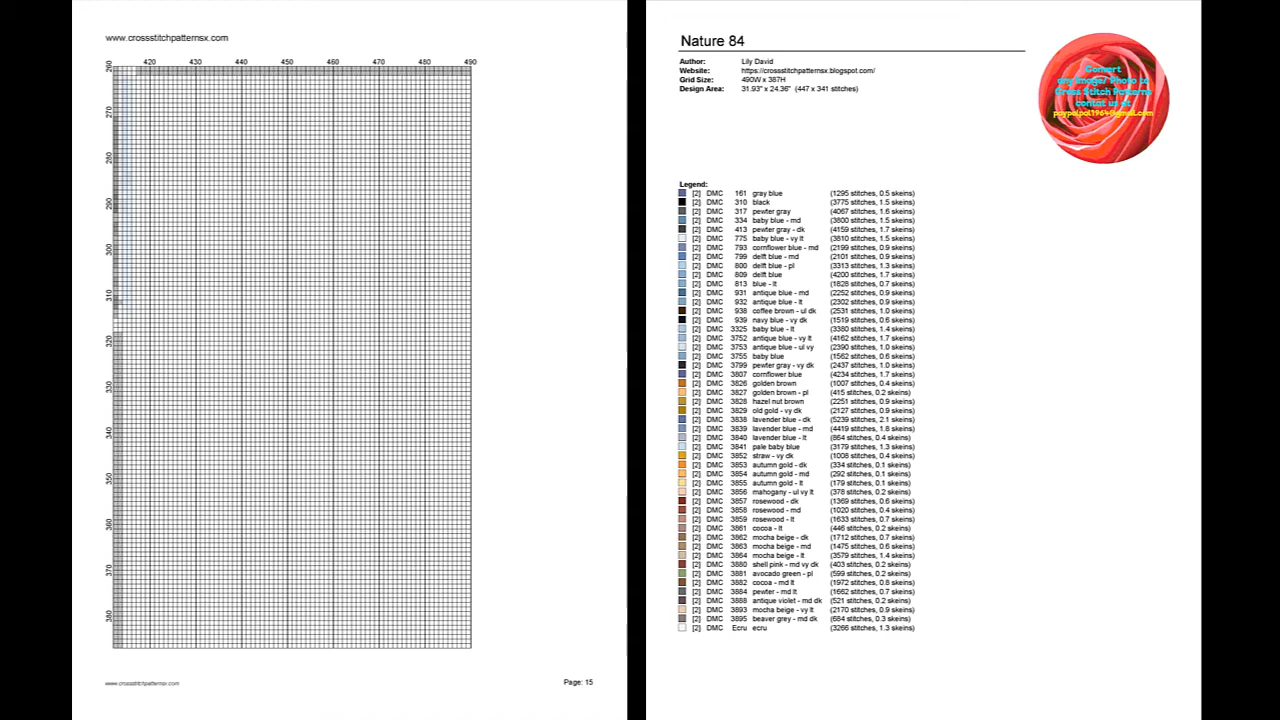 www.crossstitchpatternsx.com
420 430 440 450 460 470 480 490
260
270
280
290
300
310
320
330
340
350
360
370
380
www.crossstitchpatternsx.com
Page: 15
Nature 84
Author: Lily David
Website: https://crossstitchpatternsx.blogspot.com/
Grid Size: 490W x 387H
Design Area: 31.93" x 24.36" (447 x 341 stitches)
Convert
any Image/ Photo to
Cross Stitch Patterns
contat us at
paypalpal1964@gmail.com
Legend:
[2] DMC 161 gray blue (1295 stitches, 0.5 skeins)
[2] DMC 310 black (3775 stitches, 1.5 skeins)
[2] DMC 317 pewter gray (4067 stitches, 1.6 skeins)
[2] DMC 334 baby blue - md (3800 stitches, 1.5 skeins)
[2] DMC 413 pewter gray - dk (4159 stitches, 1.7 skeins)
[2] DMC 775 baby blue - vy lt (3810 stitches, 1.5 skeins)
[2] DMC 793 cornflower blue - md (2199 stitches, 0.9 skeins)
[2] DMC 799 delft blue - md (2101 stitches, 0.9 skeins)
[2] DMC 800 delft blue - pl (3313 stitches, 1.3 skeins)
[2] DMC 809 delft blue (4200 stitches, 1.7 skeins)
[2] DMC 813 blue - lt (1828 stitches, 0.7 skeins)
[2] DMC 931 antique blue - md (2252 stitches, 0.9 skeins)
[2] DMC 932 antique blue - lt (2302 stitches, 0.9 skeins)
[2] DMC 938 coffee brown - ul dk (2531 stitches, 1.0 skeins)
[2] DMC 939 navy blue - vy dk (1519 stitches, 0.6 skeins)
[2] DMC 3325 baby blue - lt (3380 stitches, 1.4 skeins)
[2] DMC 3752 antique blue - vy lt (4162 stitches, 1.7 skeins)
[2] DMC 3753 antique blue - ul vy (2390 stitches, 1.0 skeins)
[2] DMC 3755 baby blue (1562 stitches, 0.6 skeins)
[2] DMC 3799 pewter gray - vy dk (2437 stitches, 1.0 skeins)
[2] DMC 3807 cornflower blue (4234 stitches, 1.7 skeins)
[2] DMC 3826 golden brown (1007 stitches, 0.4 skeins)
[2] DMC 3827 golden brown - pl (415 stitches, 0.2 skeins)
[2] DMC 3828 hazel nut brown (2251 stitches, 0.9 skeins)
[2] DMC 3829 old gold - vy dk (2127 stitches, 0.9 skeins)
[2] DMC 3838 lavender blue - dk (5239 stitches, 2.1 skeins)
[2] DMC 3839 lavender blue - md (4419 stitches, 1.8 skeins)
[2] DMC 3840 lavender blue - lt (864 stitches, 0.4 skeins)
[2] DMC 3841 pale baby blue (3179 stitches, 1.3 skeins)
[2] DMC 3852 straw - vy dk (1008 stitches, 0.4 skeins)
[2] DMC 3853 autumn gold - dk (334 stitches, 0.1 skeins)
[2] DMC 3854 autumn gold - md (292 stitches, 0.1 skeins)
[2] DMC 3855 autumn gold - lt (179 stitches, 0.1 skeins)
[2] DMC 3856 mahogany - ul vy lt (378 stitches, 0.2 skeins)
[2] DMC 3857 rosewood - dk (1369 stitches, 0.6 skeins)
[2] DMC 3858 rosewood - md (1020 stitches, 0.4 skeins)
[2] DMC 3859 rosewood - lt (1633 stitches, 0.7 skeins)
[2] DMC 3861 cocoa - lt (446 stitches, 0.2 skeins)
[2] DMC 3862 mocha beige - dk (1712 stitches, 0.7 skeins)
[2] DMC 3863 mocha beige - md (1475 stitches, 0.6 skeins)
[2] DMC 3864 mocha beige - lt (3579 stitches, 1.4 skeins)
[2] DMC 3880 shell pink - md vy dk (403 stitches, 0.2 skeins)
[2] DMC 3881 avocado green - pl (599 stitches, 0.2 skeins)
[2] DMC 3882 cocoa - md lt (1972 stitches, 0.8 skeins)
[2] DMC 3884 pewter - md lt (1662 stitches, 0.7 skeins)
[2] DMC 3888 antique violet - md dk (521 stitches, 0.2 skeins)
[2] DMC 3893 mocha beige - vy lt (2170 stitches, 0.9 skeins)
[2] DMC 3895 beaver grey - md dk (684 stitches, 0.3 skeins)
[2] DMC Ecru ecru (3266 stitches, 1.3 skeins)